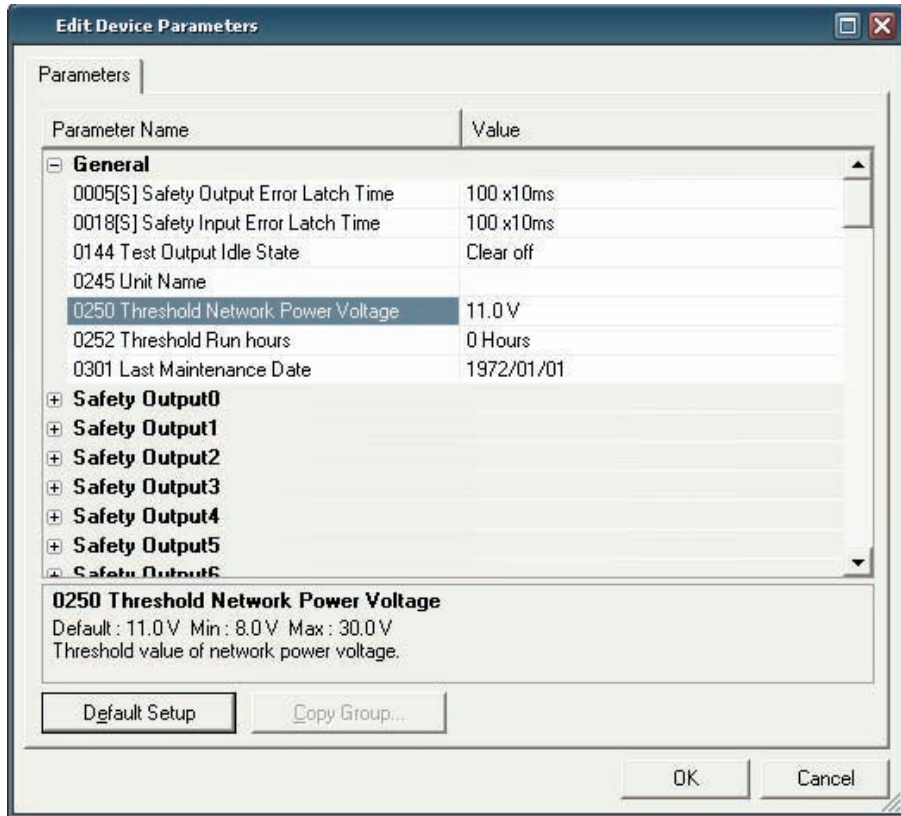 Edit Device Parameters
Parameters
Parameter Name Value
General
0005[S] Safety Output Error Latch Time 100 x10ms
0018[S] Safety Input Error Latch Time 100 x10ms
0144 Test Output Idle State Clear off
0245 Unit Name
0250 Threshold Network Power Voltage 11.0 V
0252 Threshold Run hours 0 Hours
0301 Last Maintenance Date 1972/01/01
Safety Output0
Safety Output1
Safety Output2
Safety Output3
Safety Output4
Safety Output5
Safety Output6
0250 Threshold Network Power Voltage
Default : 11.0 V Min : 8.0 V Max : 30.0 V
Threshold value of network power voltage.
Default Setup Copy Group...
OK Cancel